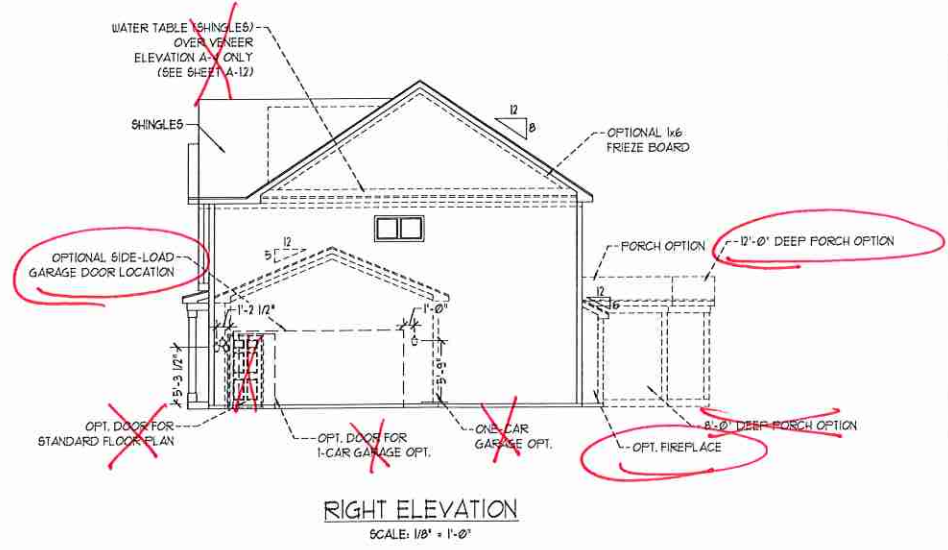 WATER TABLE (SHINGLES)
OVER VENEER
ELEVATION A-4 ONLY
(SEE SHEET A-12)
SHINGLES
12
8
OPTIONAL 1x6
FRIEZE BOARD
OPTIONAL SIDE-LOAD
GARAGE DOOR LOCATION
12
5
PORCH OPTION
12'-0" DEEP PORCH OPTION
12
6
1'-2 1/2"
1'-0"
5'-3 1/2"
5'-9"
OPT. DOOR FOR
STANDARD FLOOR PLAN
OPT. DOOR FOR
1-CAR GARAGE OPT.
ONE-CAR
GARAGE OPT.
8'-0" DEEP PORCH OPTION
OPT. FIREPLACE
RIGHT ELEVATION
SCALE: 1/8" = 1'-0"